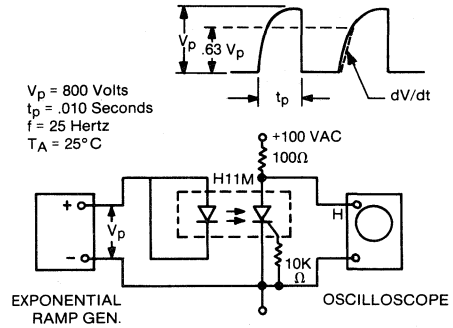 Vp
.63 Vp
tp
dV/dt
Vp = 800 Volts
tp = .010 Seconds
f = 25 Hertz
TA = 25°C
+100 VAC
100Ω
H11M
+
Vp
-
H
10K
Ω
EXPONENTIAL
RAMP GEN.
OSCILLOSCOPE